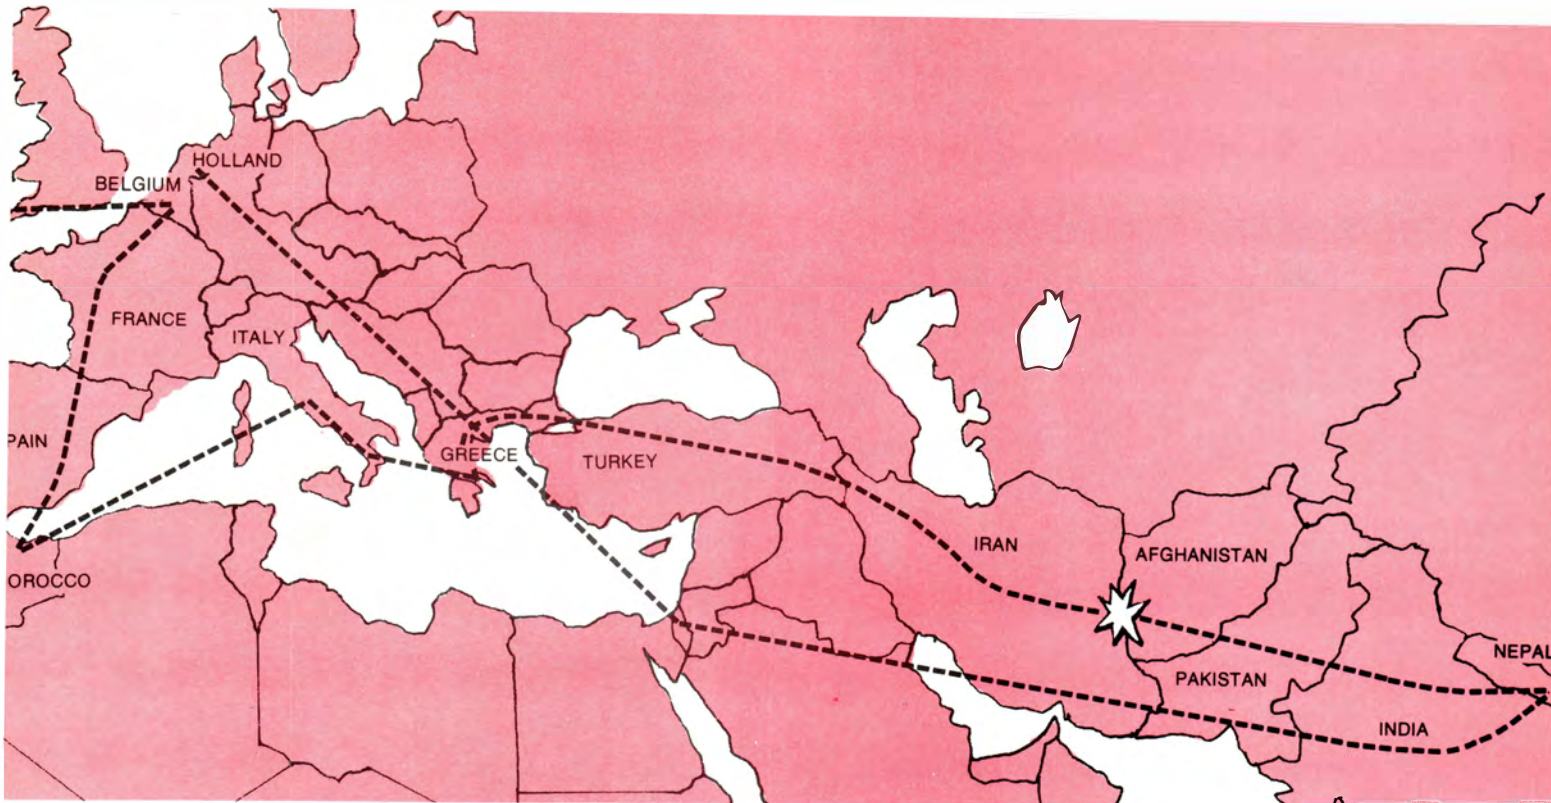 HOLLAND
BELGIUM
FRANCE
ITALY
PAIN
GREECE
TURKEY
OROCCO
IRAN
AFGHANISTAN
PAKISTAN
NEPAL
INDIA